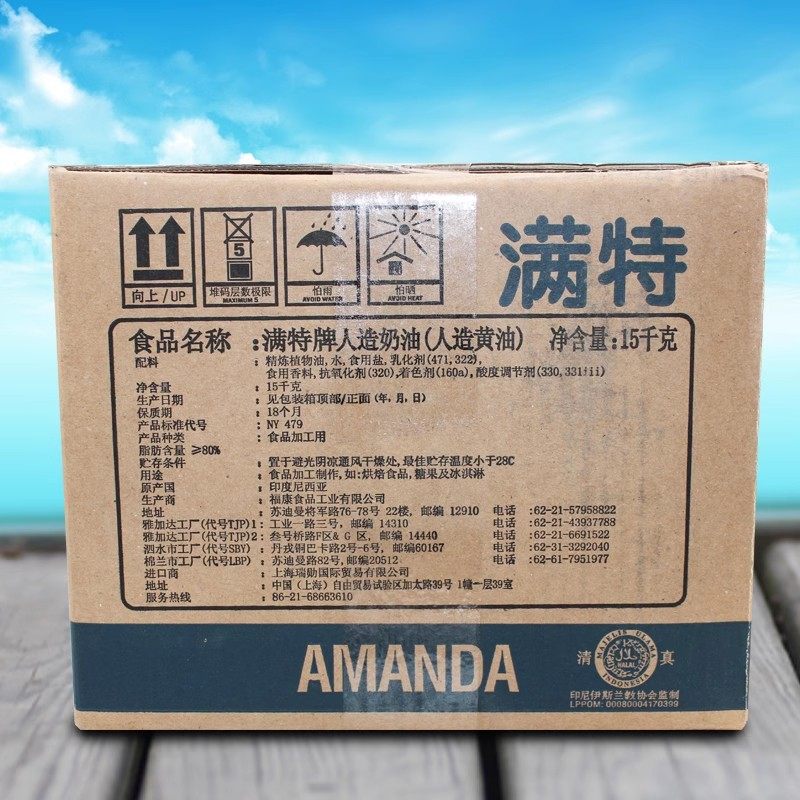 满特
向上/UP
5
堆码层数极限
MAXIMUM 5
怕雨
AVOID WATER
怕晒
AVOID HEAT
食品名称 :满特牌人造奶油(人造黄油) 净含量:15千克
配料 :精炼植物油,水,食用盐,乳化剂(471,322),
食用香料,抗氧化剂(320),着色剂(160a),酸度调节剂(330,331iii)
净含量 :15千克
生产日期 :见包装箱顶部/正面(年,月,日)
保质期 :18个月
产品标准代号 :NY 479
产品种类 :食品加工用
脂肪含量 ≥80%
贮存条件 :置于避光阴凉通风干燥处,最佳贮存温度小于28C
用途 :食品加工制作,如:烘焙食品,糖果及冰淇淋
原产国 :印度尼西亚
生产商 :福康食品工业有限公司
地址 :苏迪曼将军路76-78号 22楼, 邮编 12910 电话 :62-21-57958822
雅加达工厂(代号TJP)1:工业一路三号, 邮编 14310 电话 :62-21-43937788
雅加达工厂(代号TJP)2:叁号桥路F区& G 区, 邮编 14440 电话 :62-21-6691522
泗水市工厂(代号SBY) :丹戎铜巴卡路2号-6号, 邮编60167 电话 :62-31-3292040
棉兰市工厂(代号LBP) :苏迪曼路82号,邮编20512 电话 :62-61-7951977
进口商 :上海瑞勋国际贸易有限公司
地址 :中国 (上海) 自由贸易试验区加太路39号 1幢一层39室
服务热线 :86-21-68663610
AMANDA
清 真
MAJELIS ULAMA
HALAL
INDONESIA
印尼伊斯兰教协会监制
LPPOM: 00080004170399